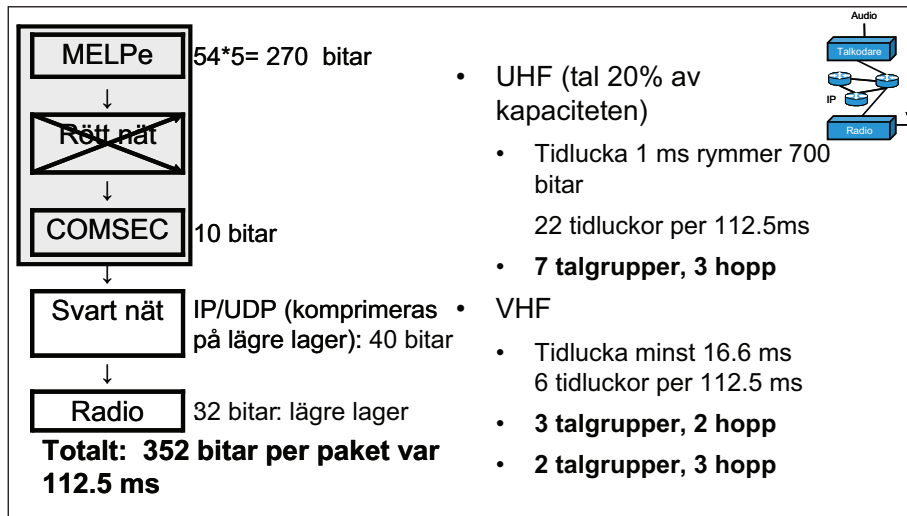 MELPe
54*5= 270 bitar
↓
Rött nät
↓
COMSEC
10 bitar
↓
Svart nät
IP/UDP (komprimeras
på lägre lager): 40 bitar
↓
Radio
32 bitar: lägre lager
Totalt: 352 bitar per paket var
112.5 ms
• UHF (tal 20% av
kapaciteten)
• Tidlucka 1 ms rymmer 700
bitar
22 tidluckor per 112.5ms
• 7 talgrupper, 3 hopp
• VHF
• Tidlucka minst 16.6 ms
6 tidluckor per 112.5 ms
• 3 talgrupper, 2 hopp
• 2 talgrupper, 3 hopp
Audio
Talkodare
IP
Radio